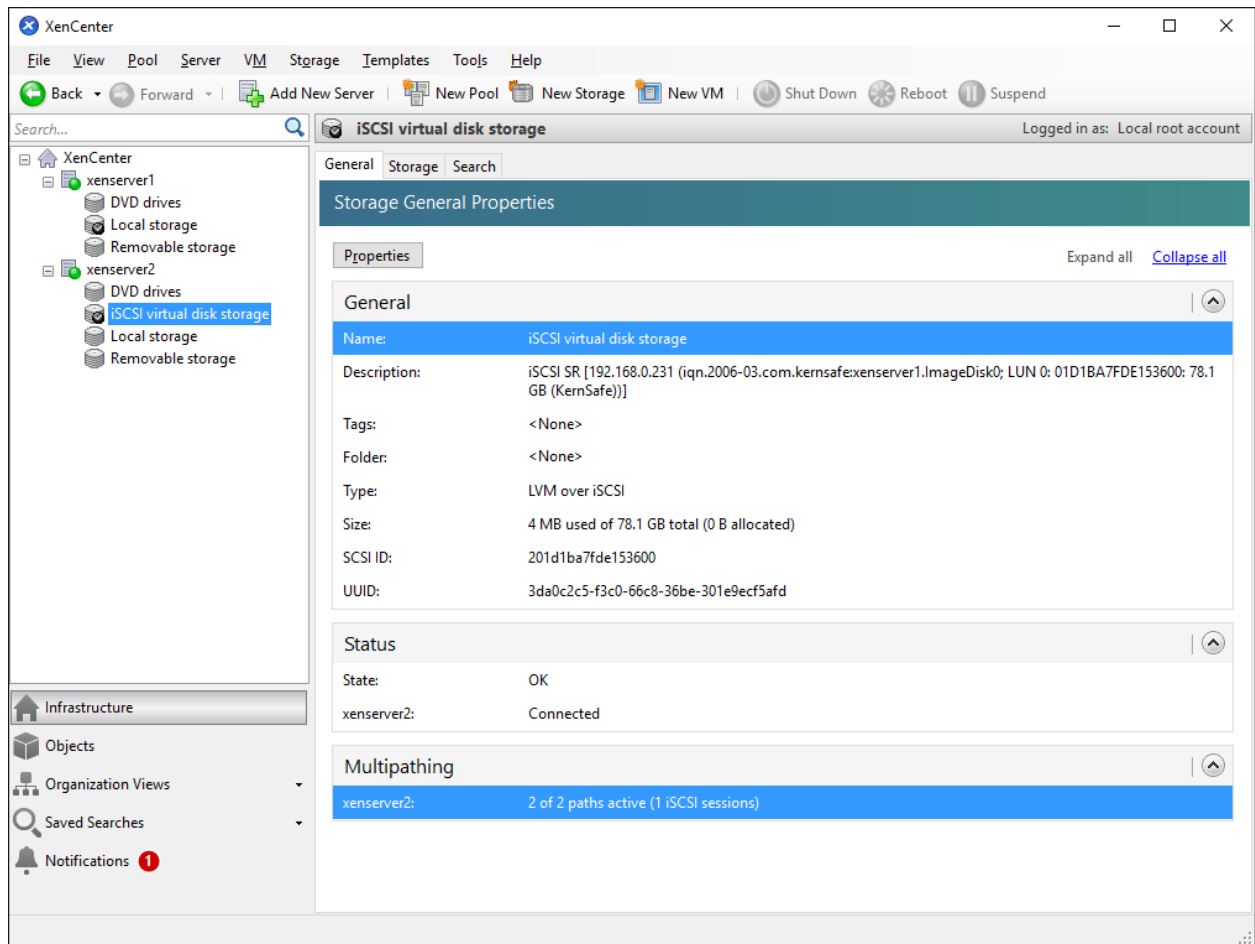 XenCenter
File View Pool Server VM Storage Templates Tools Help
Back Forward Add New Server New Pool New Storage New VM Shut Down Reboot Suspend
Search...
iSCSI virtual disk storage Logged in as: Local root account
XenCenter
xenserver1
DVD drives
Local storage
Removable storage
xenserver2
DVD drives
iSCSI virtual disk storage
Local storage
Removable storage
Infrastructure
Objects
Organization Views
Saved Searches
Notifications 1
General Storage Search
Storage General Properties
Properties Expand all Collapse all
General
Name: iSCSI virtual disk storage
Description: iSCSI SR [192.168.0.231 (iqn.2006-03.com.kernsafe:xenserver1.ImageDisk0; LUN 0: 01D1BA7FDE153600: 78.1
GB (KernSafe))]
Tags: <None>
Folder: <None>
Type: LVM over iSCSI
Size: 4 MB used of 78.1 GB total (0 B allocated)
SCSI ID: 201d1ba7fde153600
UUID: 3da0c2c5-f3c0-66c8-36be-301e9ecf5afd
Status
State: OK
xenserver2: Connected
Multipathing
xenserver2: 2 of 2 paths active (1 iSCSI sessions)